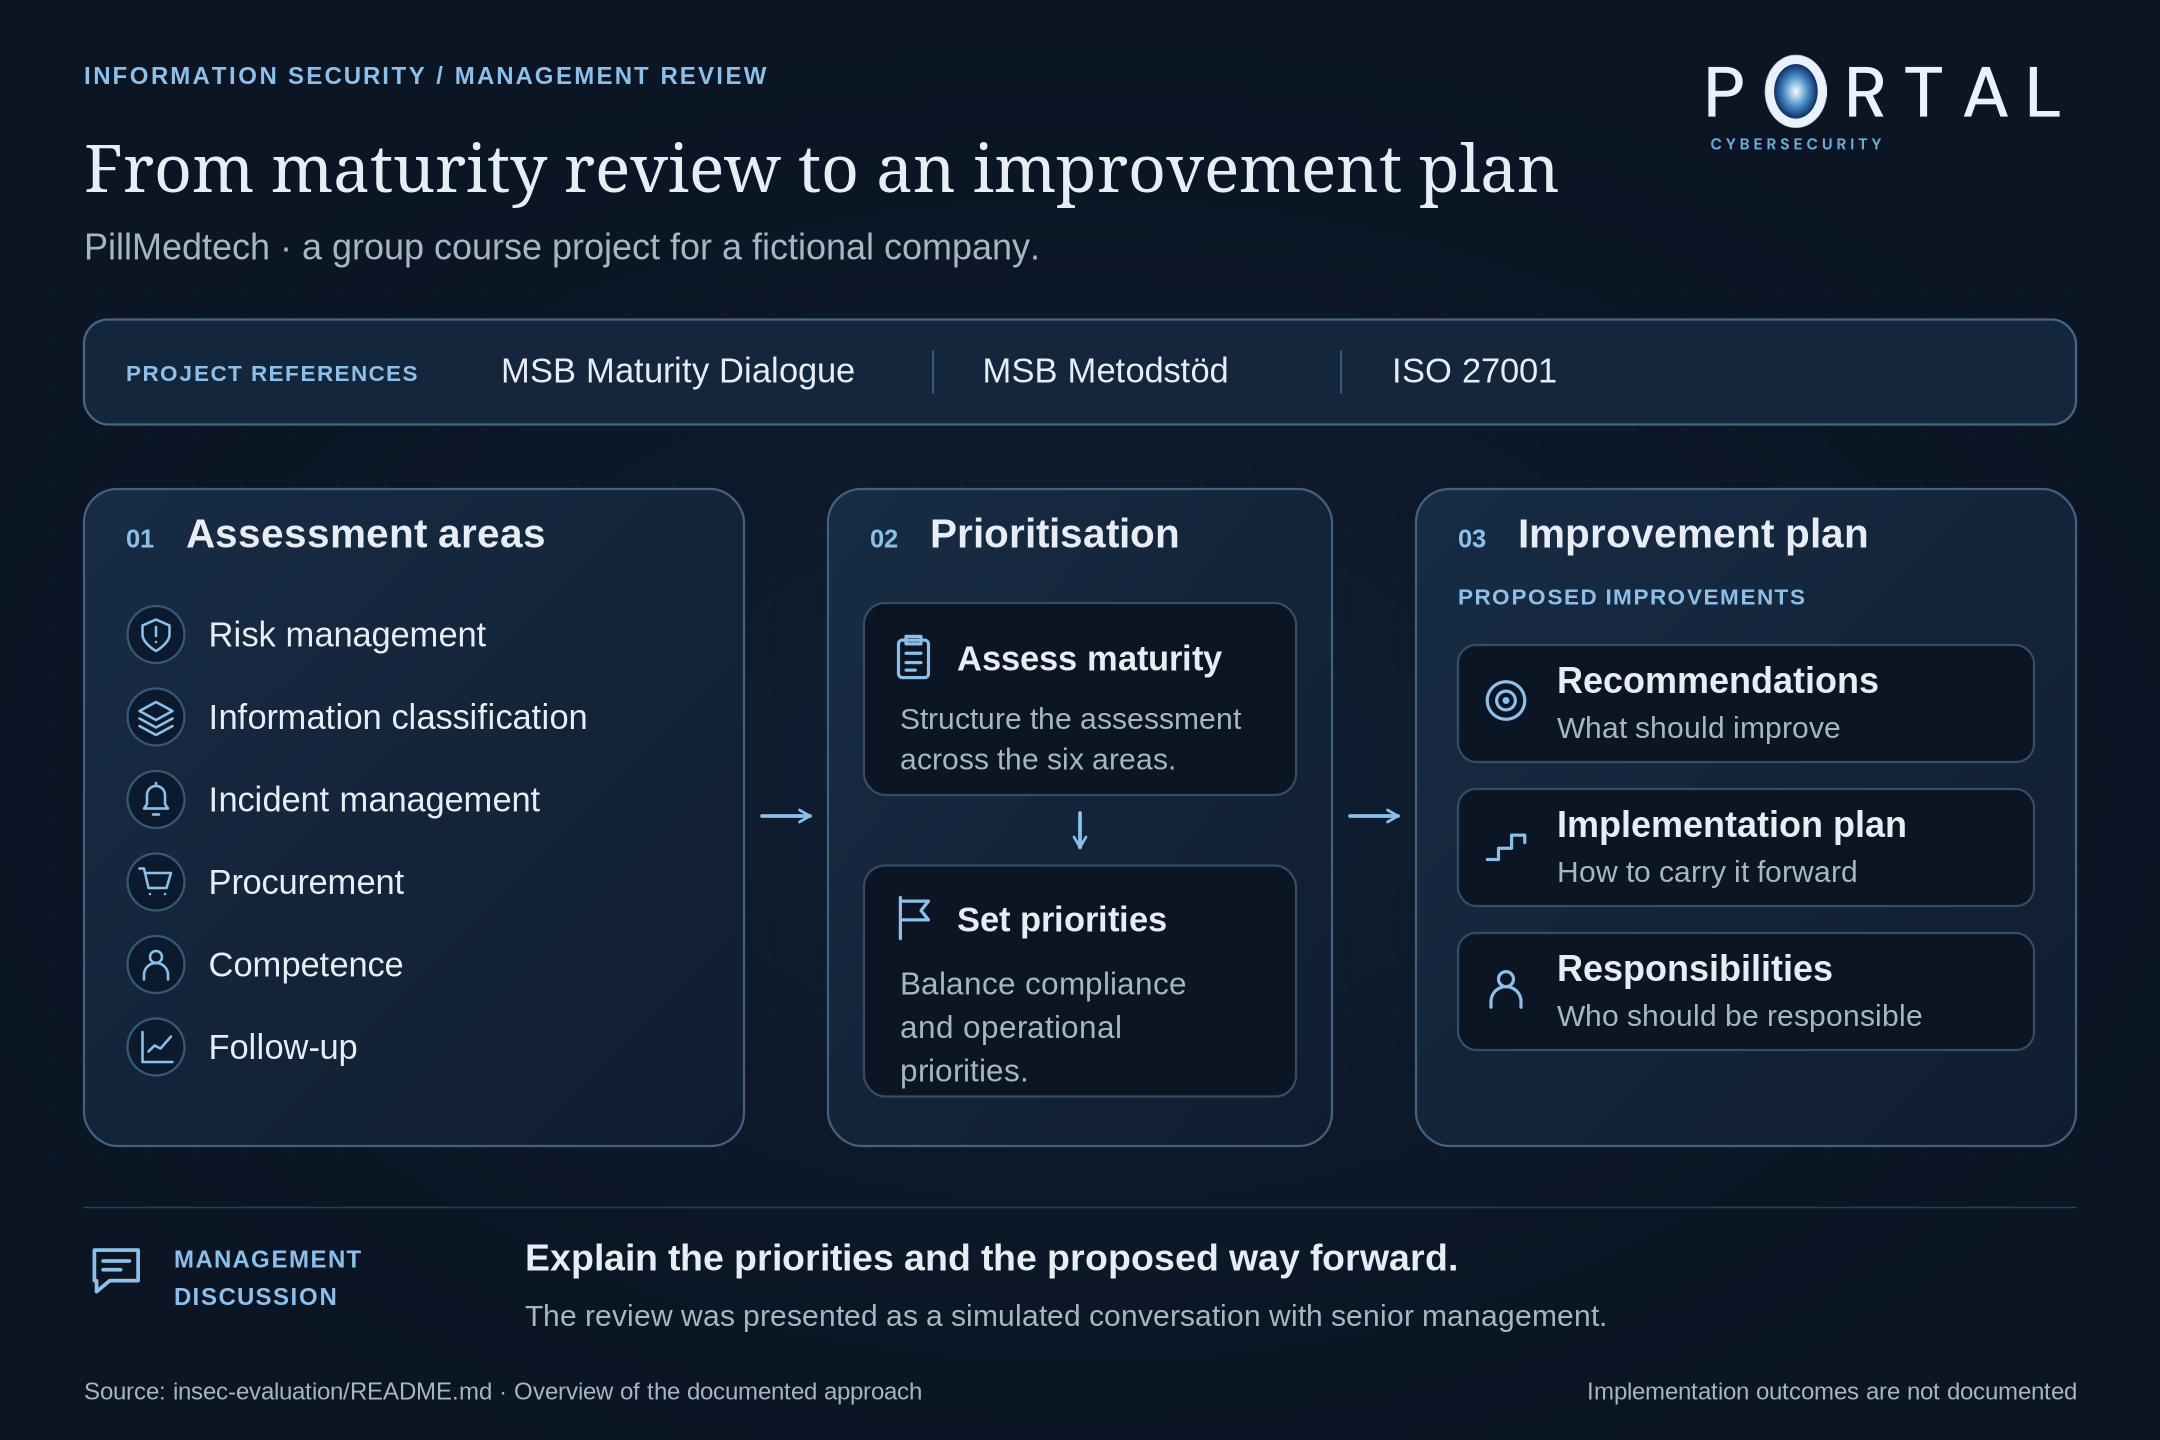 INFORMATION SECURITY / MANAGEMENT REVIEW
PORTAL
CYBERSECURITY
From maturity review to an improvement plan
PillMedtech · a group course project for a fictional company.
PROJECT REFERENCES
MSB Maturity Dialogue
MSB Metodstöd
ISO 27001
01 Assessment areas
Risk management
Information classification
Incident management
Procurement
Competence
Follow-up
02 Prioritisation
Assess maturity
Structure the assessment
across the six areas.
Set priorities
Balance compliance
and operational
priorities.
03 Improvement plan
PROPOSED IMPROVEMENTS
Recommendations
What should improve
Implementation plan
How to carry it forward
Responsibilities
Who should be responsible
MANAGEMENT
DISCUSSION
Explain the priorities and the proposed way forward.
The review was presented as a simulated conversation with senior management.
Source: insec-evaluation/README.md · Overview of the documented approach
Implementation outcomes are not documented